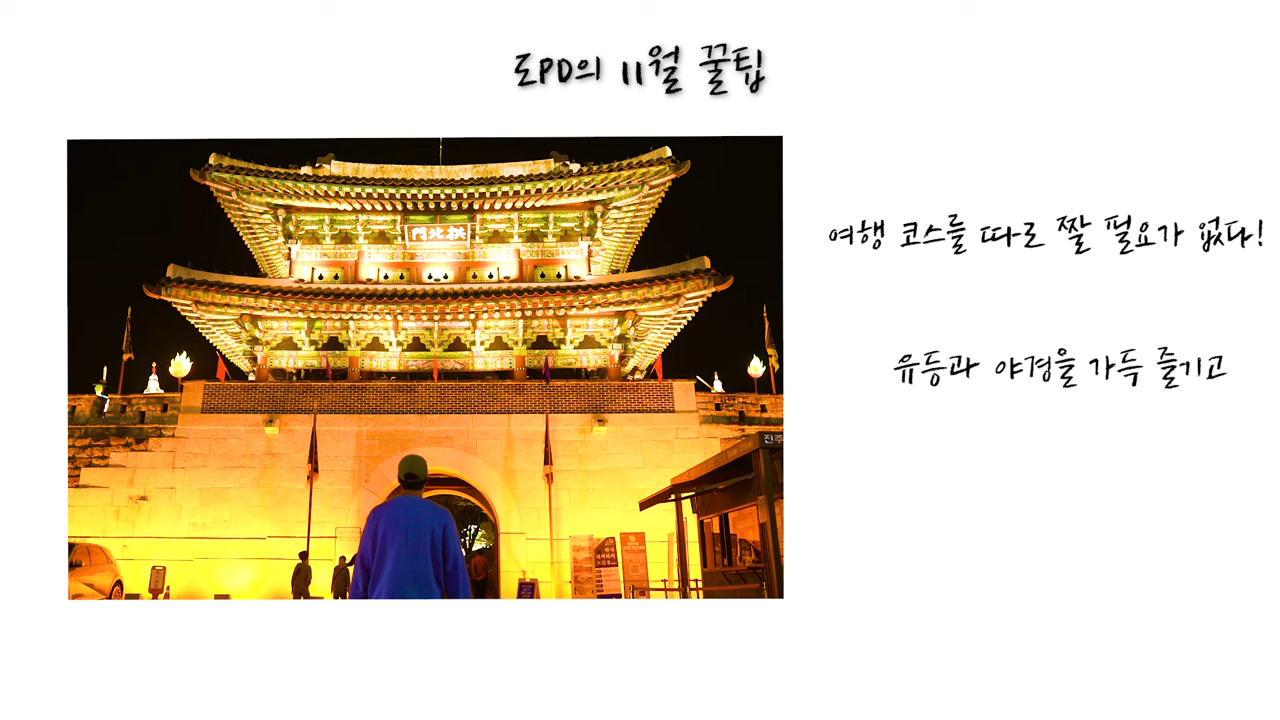 도PD의 11월 꿀팁
拱北門
여행 코스를 따로 짤 필요가 없다!
유등과 야경을 가득 즐기고
진주